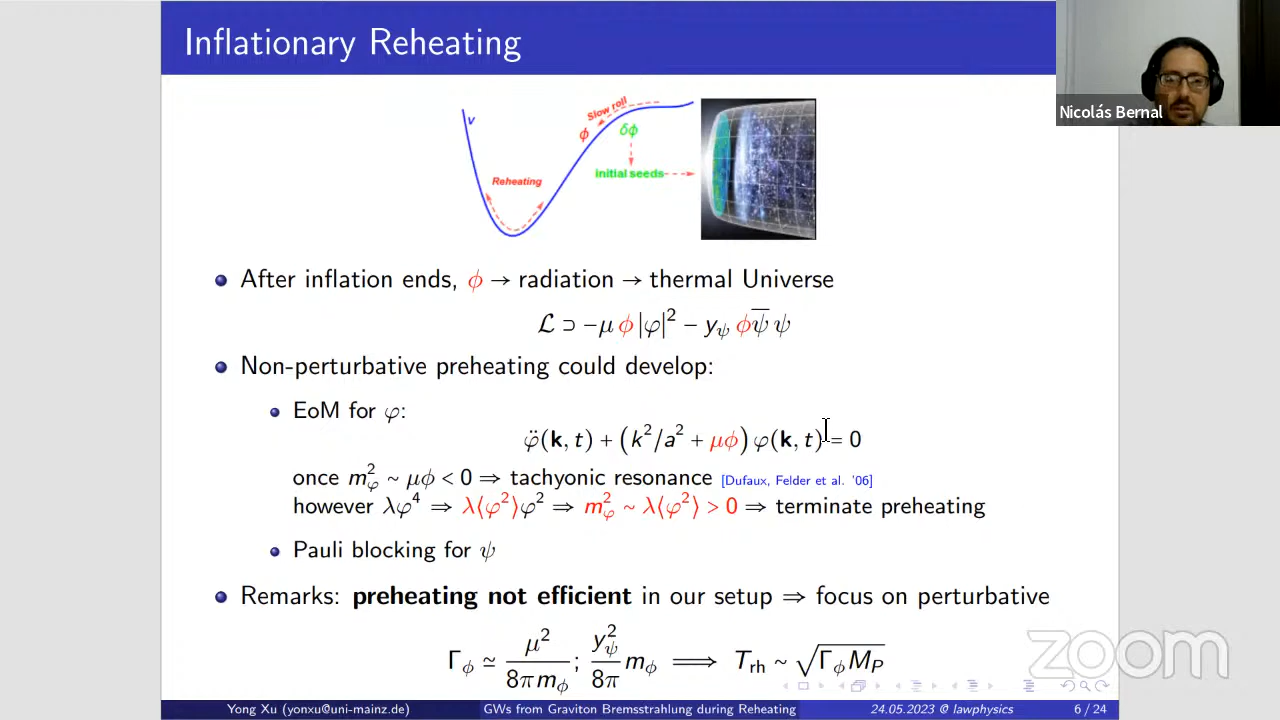 Inflationary Reheating
Nicolás Bernal
V
Slow roll
ϕ
δϕ
initial seeds
Reheating
After inflation ends, ϕ → radiation → thermal Universe
ℒ ⊃ −μ ϕ |φ|² − y_ψ ϕ ψ̅ ψ
Non-perturbative preheating could develop:
EoM for φ:
φ̈(k, t) + (k²/a² + μϕ) φ(k, t) = 0
once m²_φ ∼ μϕ < 0 ⇒ tachyonic resonance [Dufaux, Felder et al. '06]
however λφ⁴ ⇒ λ⟨φ²⟩φ² ⇒ m²_φ ∼ λ⟨φ²⟩ > 0 ⇒ terminate preheating
Pauli blocking for ψ
Remarks: preheating not efficient in our setup ⇒ focus on perturbative
Γ_ϕ ≃ μ²/(8π m_ϕ); y²_ψ/(8π) m_ϕ ⟹ T_rh ∼ √(Γ_ϕ M_P)
zoom
Yong Xu (yonxu@uni-mainz.de) GWs from Graviton Bremsstrahlung during Reheating 24.05.2023 @ lawphysics 6 / 24